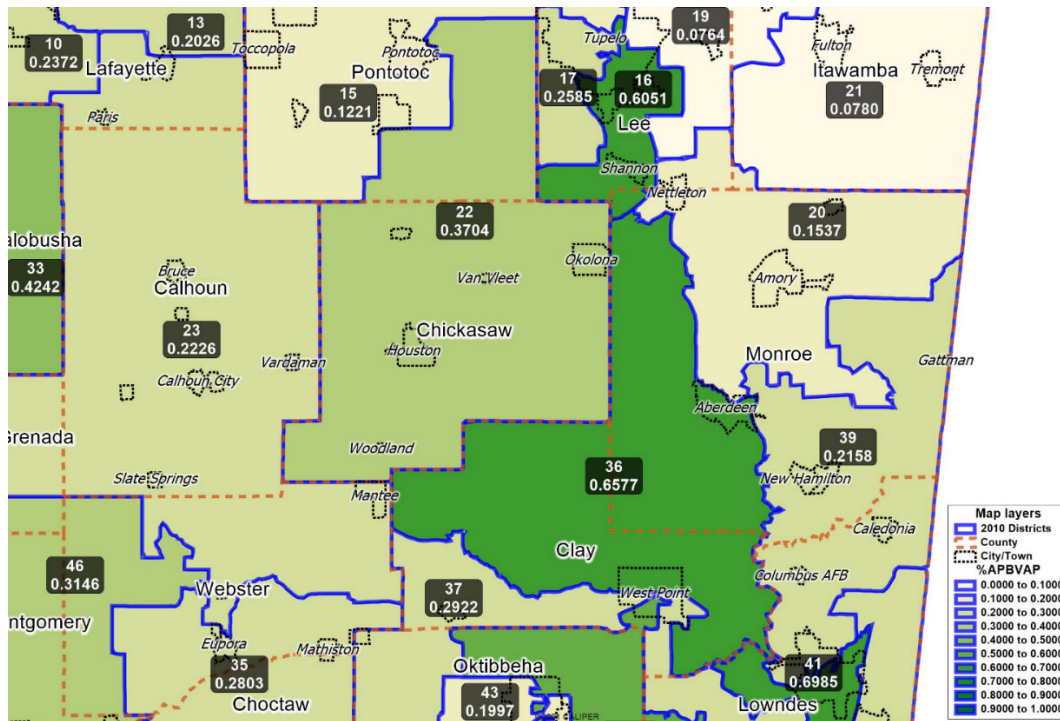 13
0.2026
19
0.0764
10
0.2372
Lafayette
Toccopola
Pontotoc
Pontotoc
Tupelo
Fulton
Itawamba
Tremont
17
0.2585
16
0.6051
21
0.0780
15
0.1221
Paris
Lee
Shannon
Nettleton
22
0.3704
20
0.1537
alobusha
33
0.4242
Bruce
Calhoun
Van Vleet
Okolona
Amory
23
0.2226
Chickasaw
Houston
Vardaman
Monroe
Gattman
Calhoun City
Aberdeen
Grenada
Woodland
39
0.2158
Slate Springs
36
0.6577
New Hamilton
Mantee
Caledonia
Clay
46
0.3146
Columbus AFB
Webster
37
0.2922
West Point
ntgomery
Eupora
Mathiston
35
0.2803
Choctaw
Oktibbeha
43
0.1997
41
0.6985
Lowndes
CALIPER
Map layers
2010 Districts
County
City/Town
%APBVAP
0.0000 to 0.1000
0.1000 to 0.2000
0.2000 to 0.3000
0.3000 to 0.4000
0.4000 to 0.5000
0.5000 to 0.6000
0.6000 to 0.7000
0.7000 to 0.8000
0.8000 to 0.9000
0.9000 to 1.0000